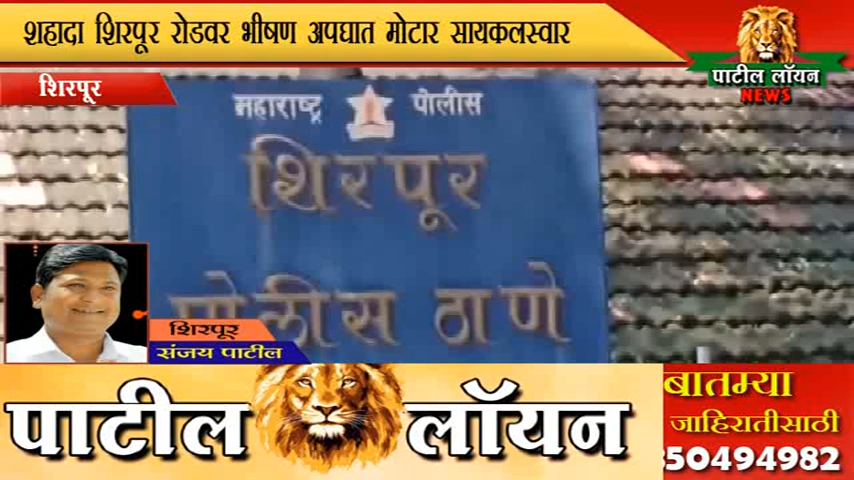 शहादा शिरपूर रोडवर भीषण अपघात मोटार सायकलस्वार
पाटील लॉयन
NEWS
शिरपूर
महाराष्ट्र पोलीस
शिरपूर
पोलीस ठाणे
शिरपूर
संजय पाटील
पाटील लॉयन
बातम्या
जाहिरातीसाठी
50494982